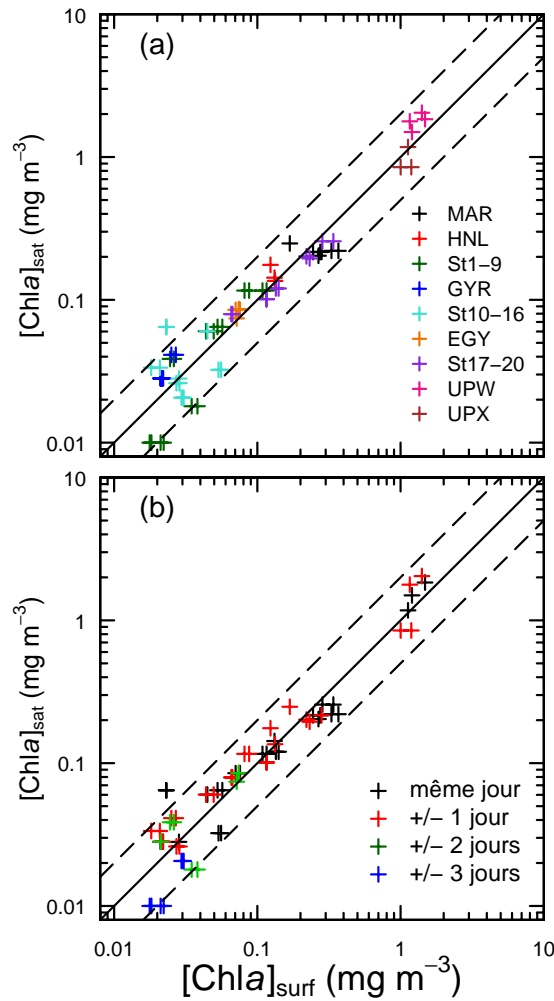 (a)
10
1
0.1
0.01
[Chla]sat (mg m−3)
MAR
HNL
St1−9
GYR
St10−16
EGY
St17−20
UPW
UPX
(b)
10
1
0.1
0.01
[Chla]sat (mg m−3)
même jour
+/− 1 jour
+/− 2 jours
+/− 3 jours
0.01 0.1 1 10
[Chla]surf (mg m−3)